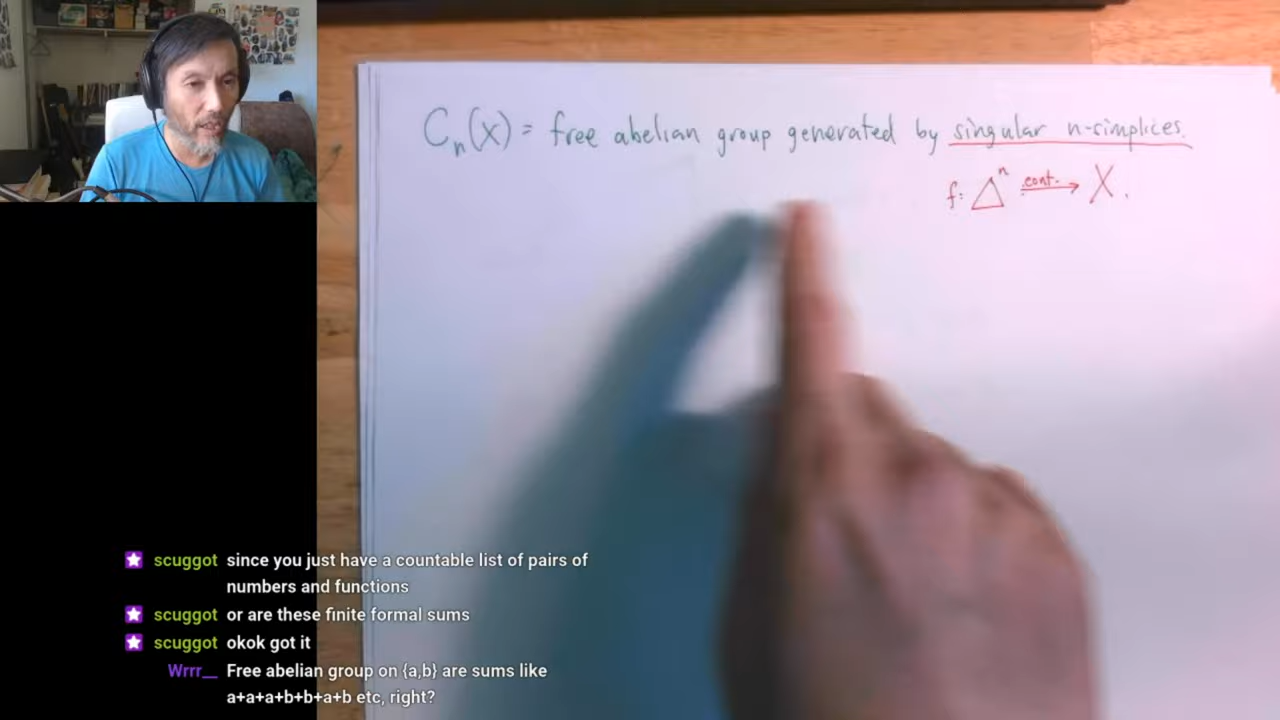 Cₙ(X) = free abelian group generated by singular n-simplices.
f: Δⁿ cont. → X.
scuggot since you just have a countable list of pairs of
numbers and functions
scuggot or are these finite formal sums
scuggot okok got it
Wrrr__ Free abelian group on {a,b} are sums like
a+a+a+b+b+a+b etc, right?